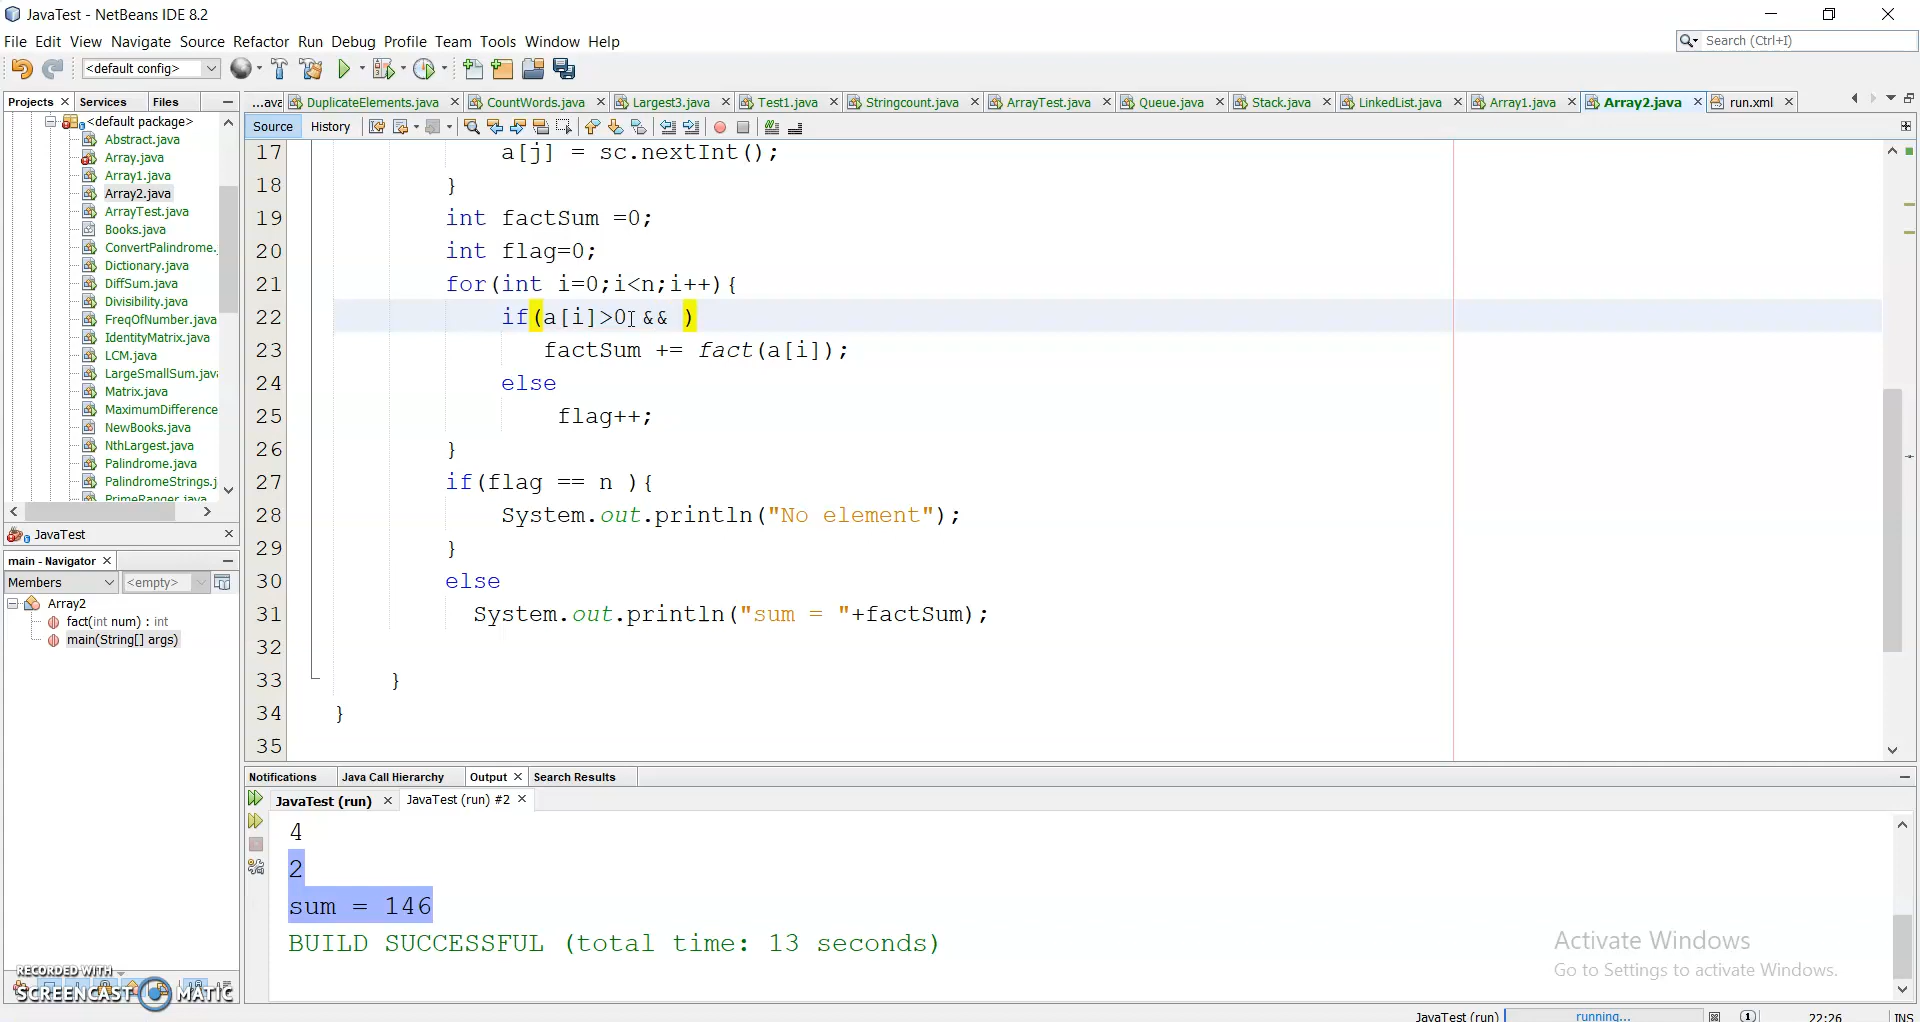 JavaTest - NetBeans IDE 8.2
File Edit View Navigate Source Refactor Run Debug Profile Team Tools Window Help
Search (Ctrl+I)
<default config>
Projects Services Files
...ava DuplicateElements.java CountWords.java Largest3.java Test1.java Stringcount.java ArrayTest.java Queue.java Stack.java LinkedList.java Array1.java Array2.java run.xml
Source History
<default package>
Abstract.java
Array.java
Array1.java
Array2.java
ArrayTest.java
Books.java
ConvertPalindrome.
Dictionary.java
DiffSum.java
Divisibility.java
FreqOfNumber.java
IdentityMatrix.java
LCM.java
LargeSmallSum.java
Matrix.java
MaximumDifference
NewBooks.java
NthLargest.java
Palindrome.java
PalindromeStrings.j
PrimeRanger.java
JavaTest
main - Navigator
Members <empty>
Array2
fact(int num) : int
main(String[] args)
17 a[j] = sc.nextInt();
18 }
19 int factSum =0;
20 int flag=0;
21 for(int i=0;i<n;i++){
22 if(a[i]>0 && )
23 factSum += fact(a[i]);
24 else
25 flag++;
26 }
27 if(flag == n ){
28 System.out.println("No element");
29 }
30 else
31 System.out.println("sum = "+factSum);
32
33 }
34 }
35
Notifications Java Call Hierarchy Output Search Results
JavaTest (run) JavaTest (run) #2
4
2
sum = 146
BUILD SUCCESSFUL (total time: 13 seconds)
Activate Windows
Go to Settings to activate Windows.
RECORDED WITH
SCREENCAST MATIC
JavaTest (run) running... 1 22:26 INS